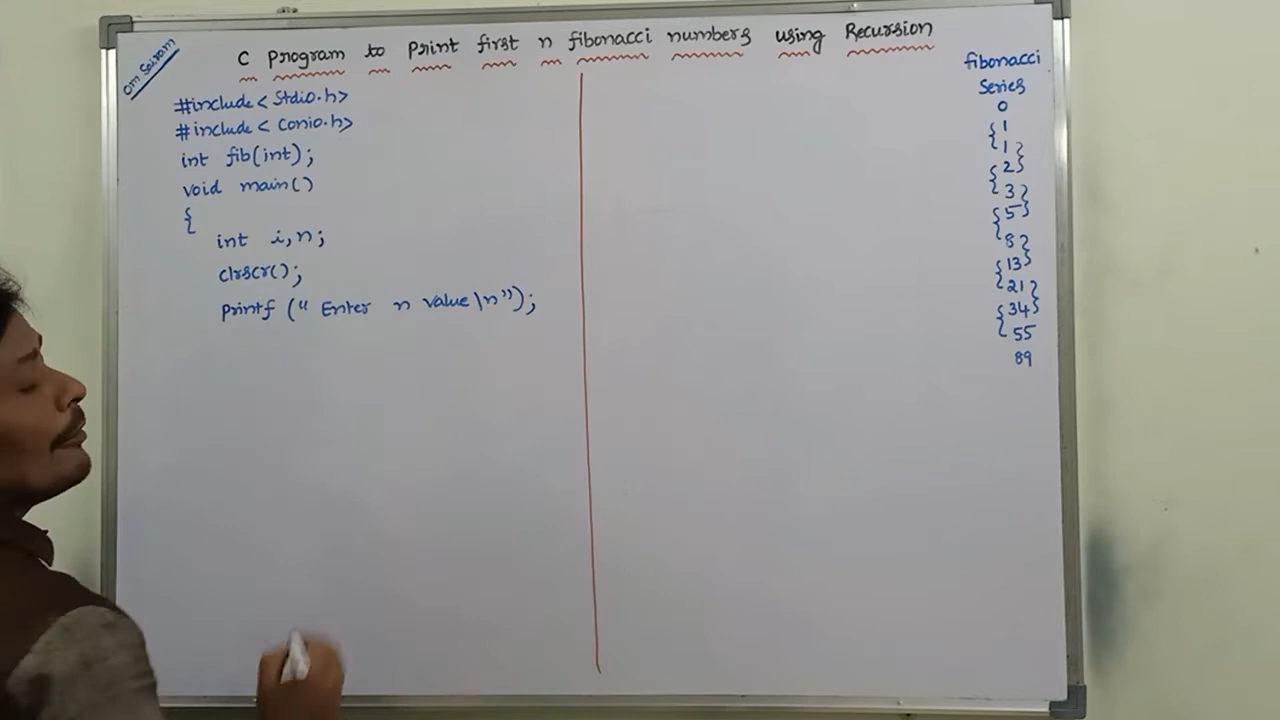 Om Sairam
C Program to Print first n fibonacci numbers using Recursion
#include < Stdio.h>
#include < Conio.h>
int fib(int);
void main()
{
int i,n;
clrscr();
Printf (" Enter n value\n");
fibonacci
Series
0
{ 1
1 }
{ 2
3 }
{ 5
8 }
{ 13
21 }
{ 34
55
89